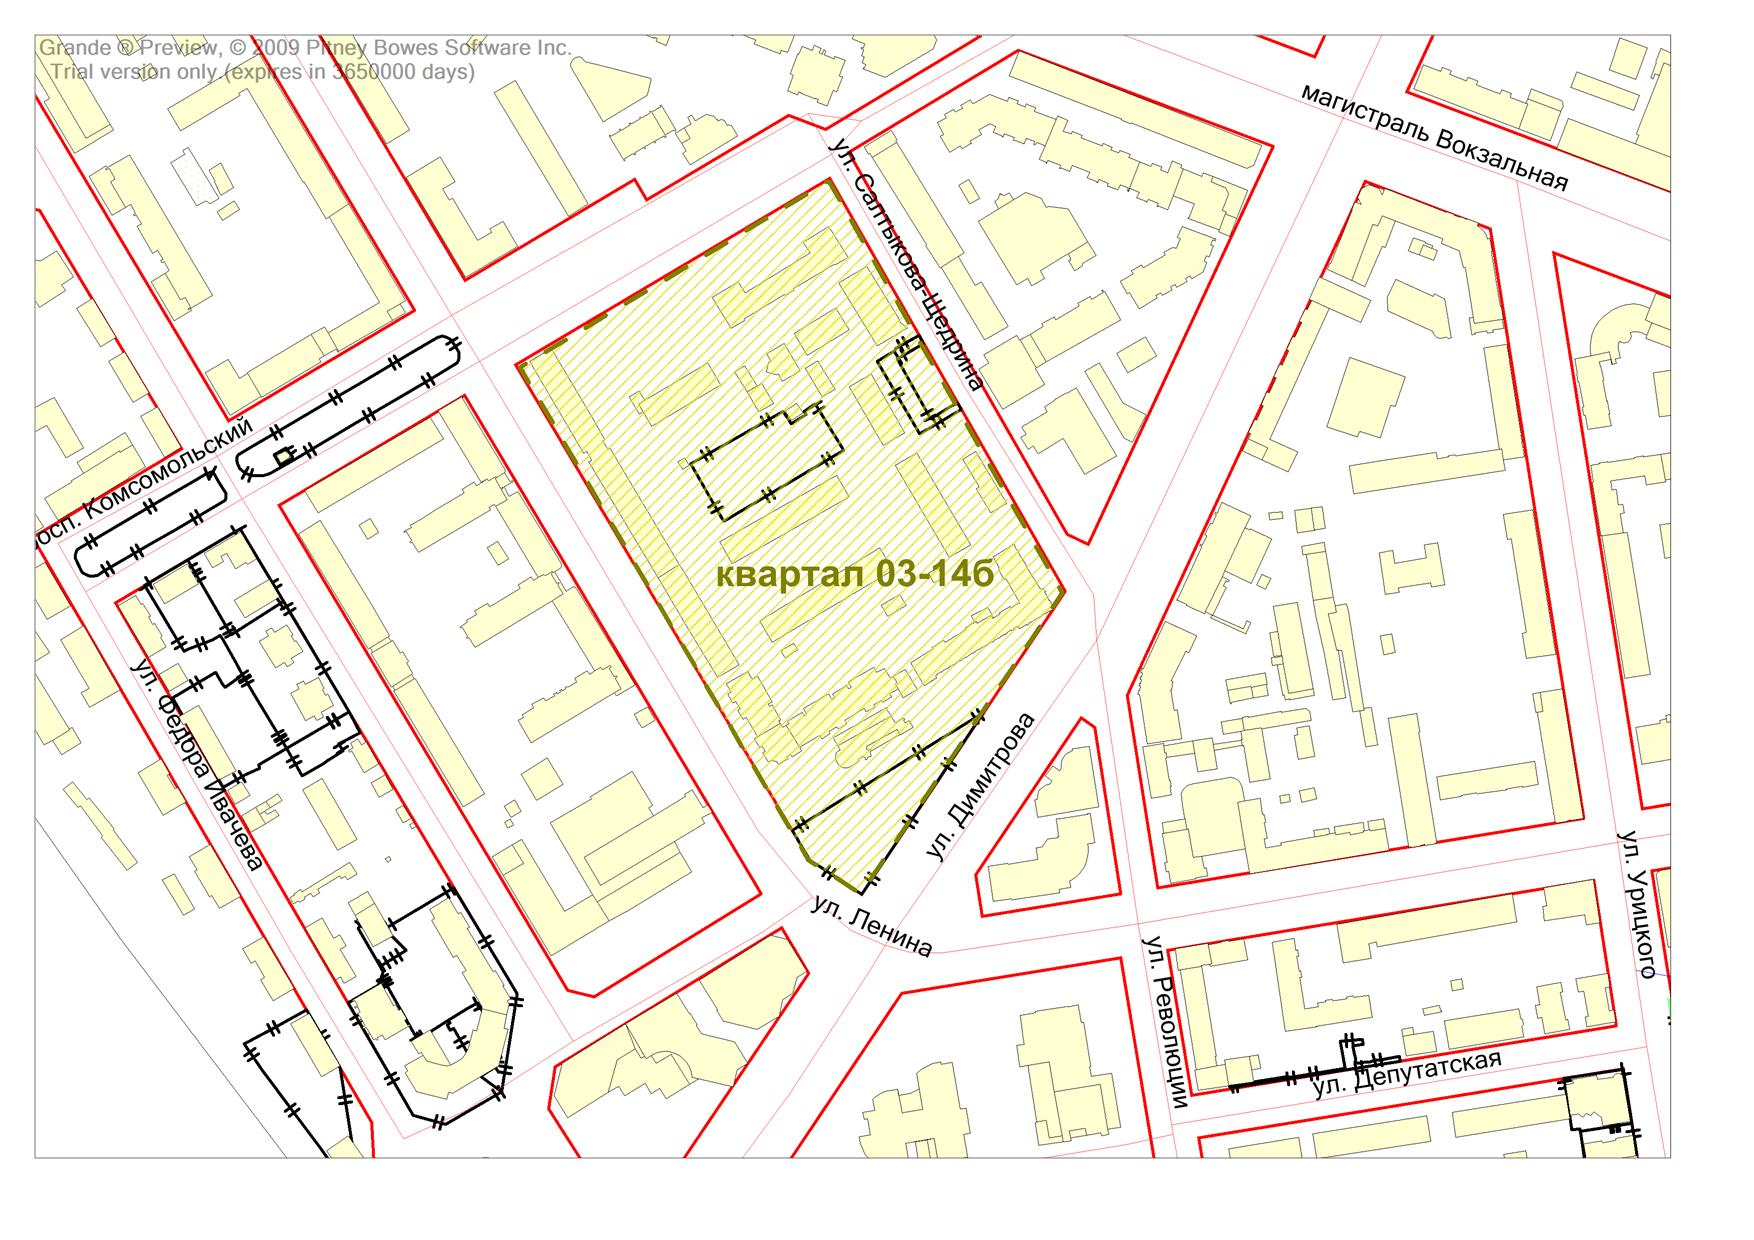 Grande ® Preview, © 2009 Pitney Bowes Software Inc.
Trial version only (expires in 3650000 days)
магистраль Вокзальная
ул. Салтыкова-Щедрина
осп. Комсомольский
квартал 03-14б
ул. Федора Ивачева
ул. Димитрова
ул. Ленина
ул. Урицкого
ул. Революции
ул. Депутатская